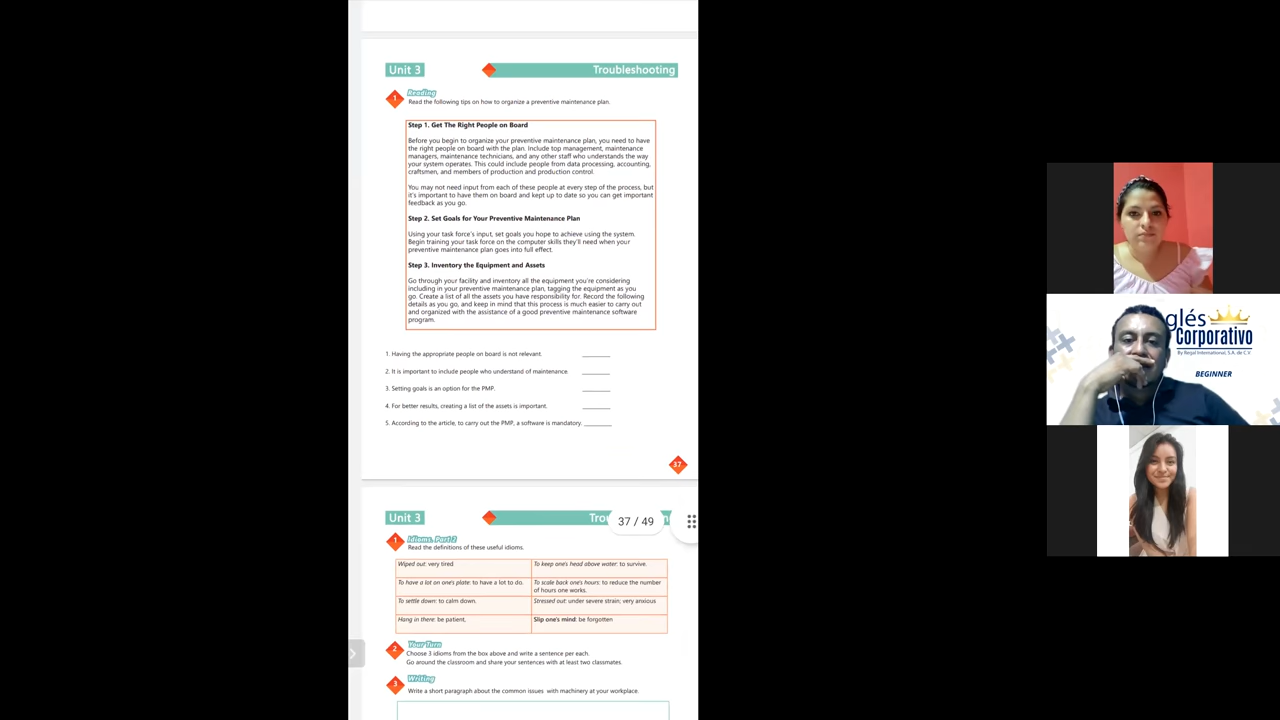 Unit 3
Troubleshooting
1
Reading
Read the following tips on how to organize a preventive maintenance plan.
Step 1. Get The Right People on Board
Before you begin to organize your preventive maintenance plan, you need to have
the right people on board with the plan. Include top management, maintenance
managers, maintenance technicians, and any other staff who understands the way
your system operates. This could include people from data processing, accounting,
craftsmen, and members of production and production control
You may not need input from each of these people at every step of the process, but
it's important to have them on board and kept up to date so you can get important
feedback as you go.
Step 2. Set Goals for Your Preventive Maintenance Plan
Using your task force's input, set goals you hope to achieve using the system.
Begin training your task force on the computer skills they'll need when your
preventive maintenance plan goes into full effect.
Step 3. Inventory the Equipment and Assets
Go through your facility and inventory all the equipment you're considering
including in your preventive maintenance plan, tagging the equipment as you
go. Create a list of all the assets you have responsibility for. Record the following
details as you go, and keep in mind that this process is much easier to carry out
and organized with the assistance of a good preventive maintenance software
program.
1. Having the appropriate people on board is not relevant. ________
2. It is important to include people who understand of maintenance ________
3. Setting goals is an option for the PMP. ________
4. For better results, creating a list of the assets is important. ________
5. According to the article, to carry out the PMP, a software is mandatory. ________
37
Unit 3
37 / 49
1
Idioms. Part 2
Read the definitions of these useful idioms.
Wiped out: very tired
To keep one's head above water: to survive.
To have a lot on one's plate: to have a lot to do.
To scale back one's hours: to reduce the number
of hours one works.
To settle down: to calm down.
Stressed out: under severe strain; very anxious
Hang in there: be patient,
Slip one's mind: be forgotten
2
Your Turn
Choose 3 idioms from the box above and write a sentence per each.
Go around the classroom and share your sentences with at least two classmates.
3
Writing
Write a short paragraph about the common issues with machinery at your workplace.
glés
Corporativo
By Regal International, S.A. de C.V.
BEGINNER